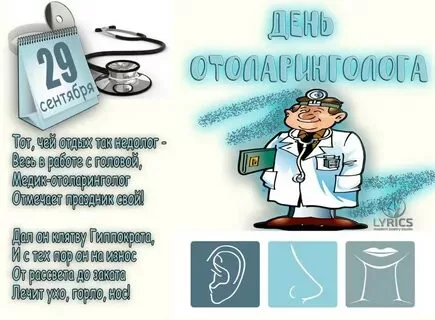 29
сентября
ДЕНЬ
ОТОЛАРИНГОЛОГА
Тот, чей отдых так недолог -
Весь в работе с головой,
Медик-отоларинголог
Отмечает праздник свой!
Дал он клятву Гиппократа,
И с тех пор он на износ
От рассвета до заката
Лечит ухо, горло, нос!
LYRICS